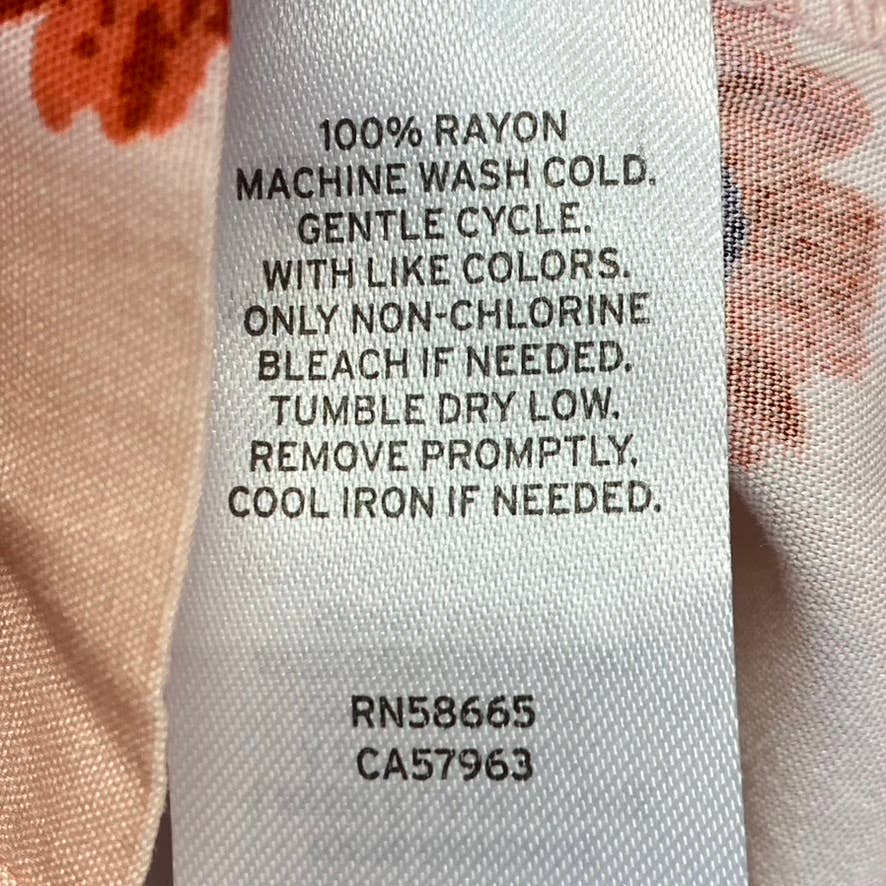 100% RAYON
MACHINE WASH COLD.
GENTLE CYCLE.
WITH LIKE COLORS.
ONLY NON-CHLORINE
BLEACH IF NEEDED.
TUMBLE DRY LOW.
REMOVE PROMPTLY.
COOL IRON IF NEEDED.
RN58665
CA57963